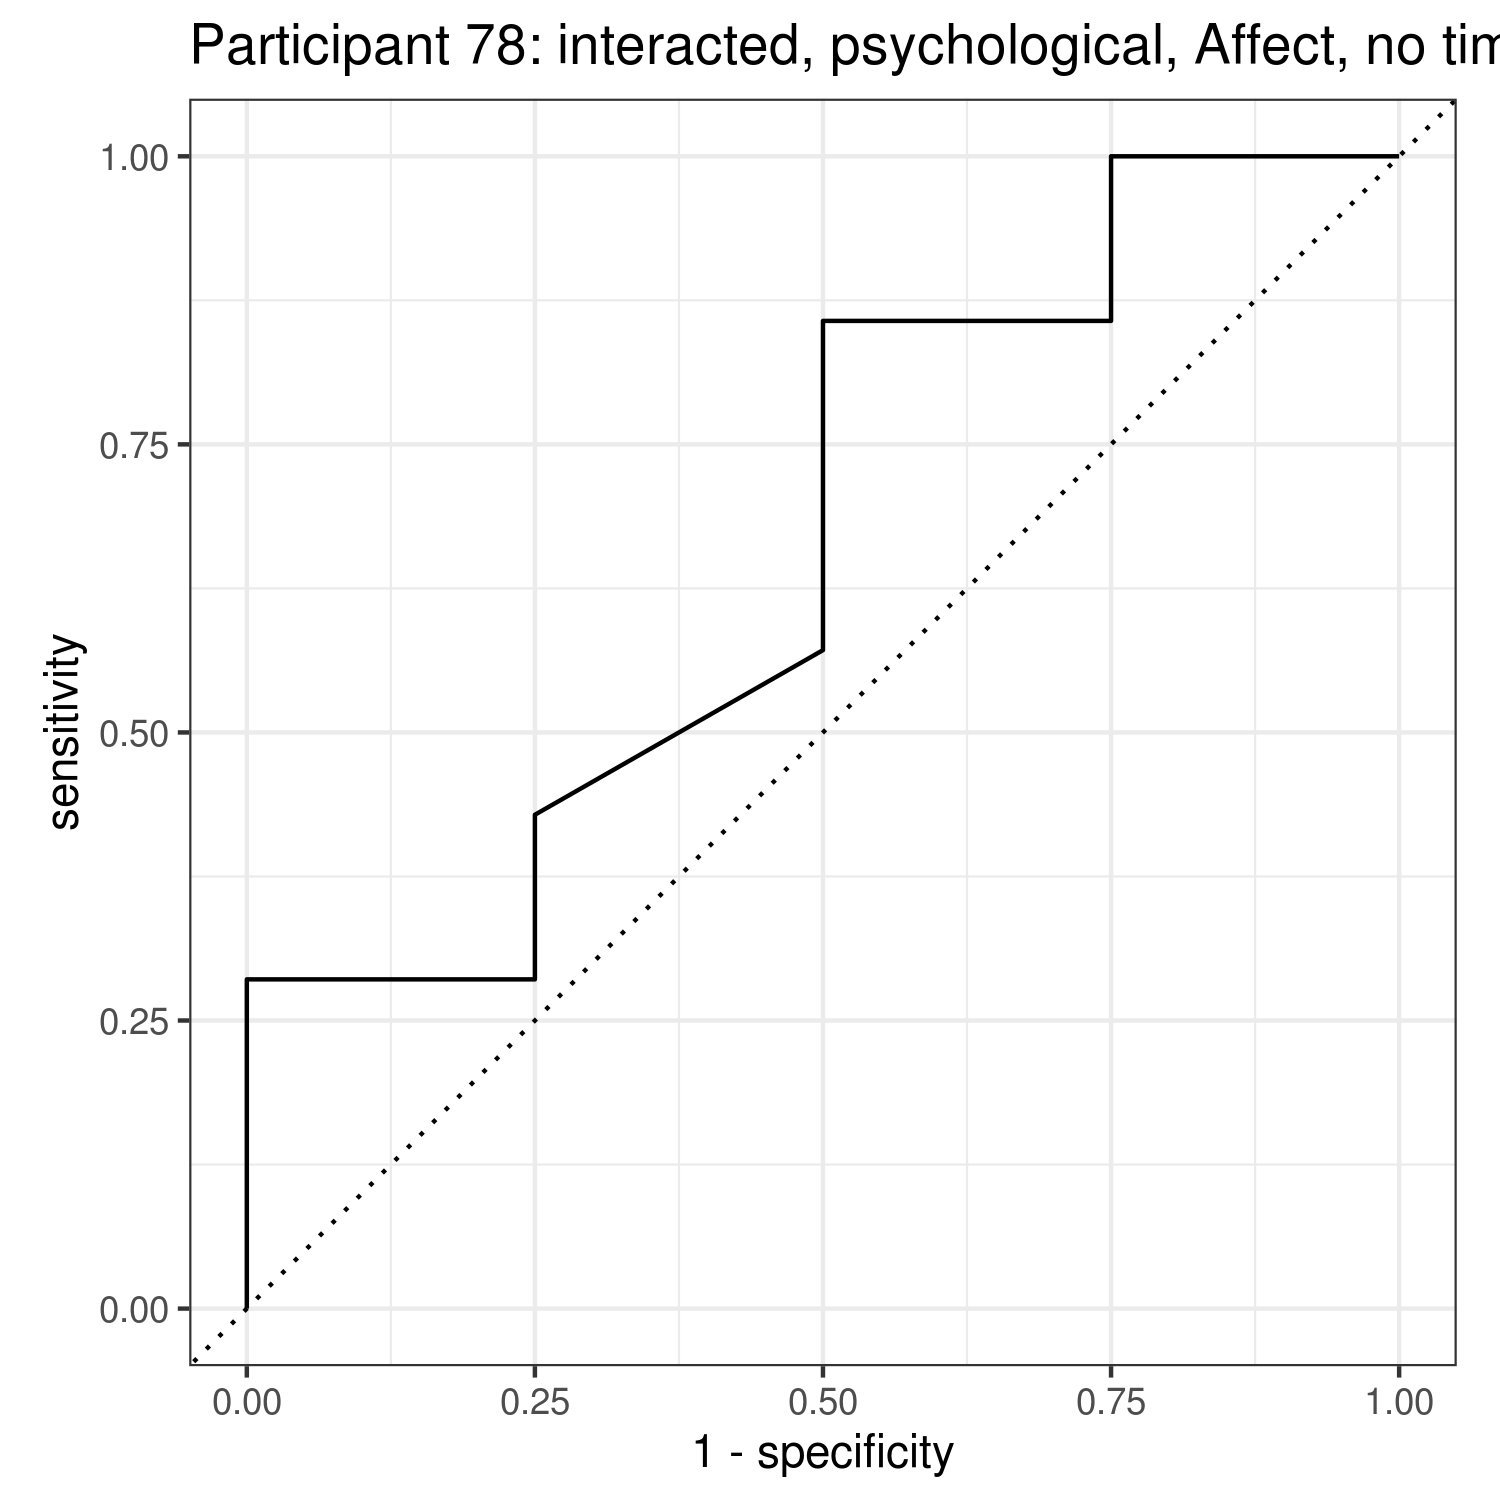 Participant 78: interacted, psychological, Affect, no tim
1.00
0.75
0.50
0.25
0.00
sensitivity
0.00 0.25 0.50 0.75 1.00
1 - specificity